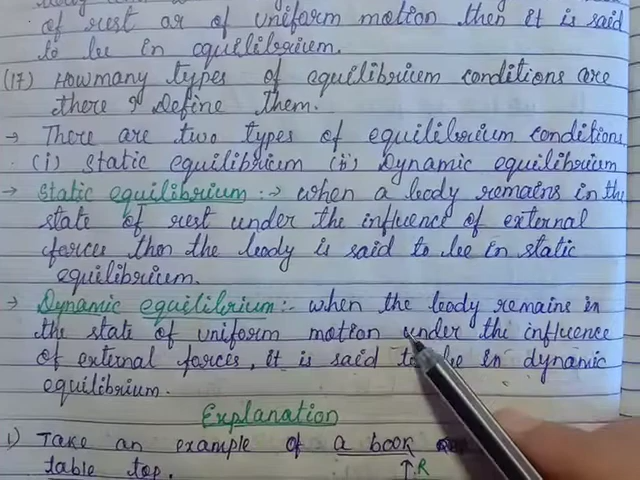 of rest or of uniform motion then it is said
to be in equilibrium.
(17) Howmany types of equilibrium conditions are
there? Define them.
→ There are two types of equilibrium conditions
(i) Static equilibrium (ii) Dynamic equilibrium
→ Static equilibrium :→ when a body remains in the
state of rest under the influence of external
forces then the body is said to be in static
equilibrium.
→ Dynamic equilibrium :- when the body remains in
the state of uniform motion under the influence
of external forces, it is said to be in dynamic
equilibrium.
Explanation
1) Take an example of a book
table top. ↑R